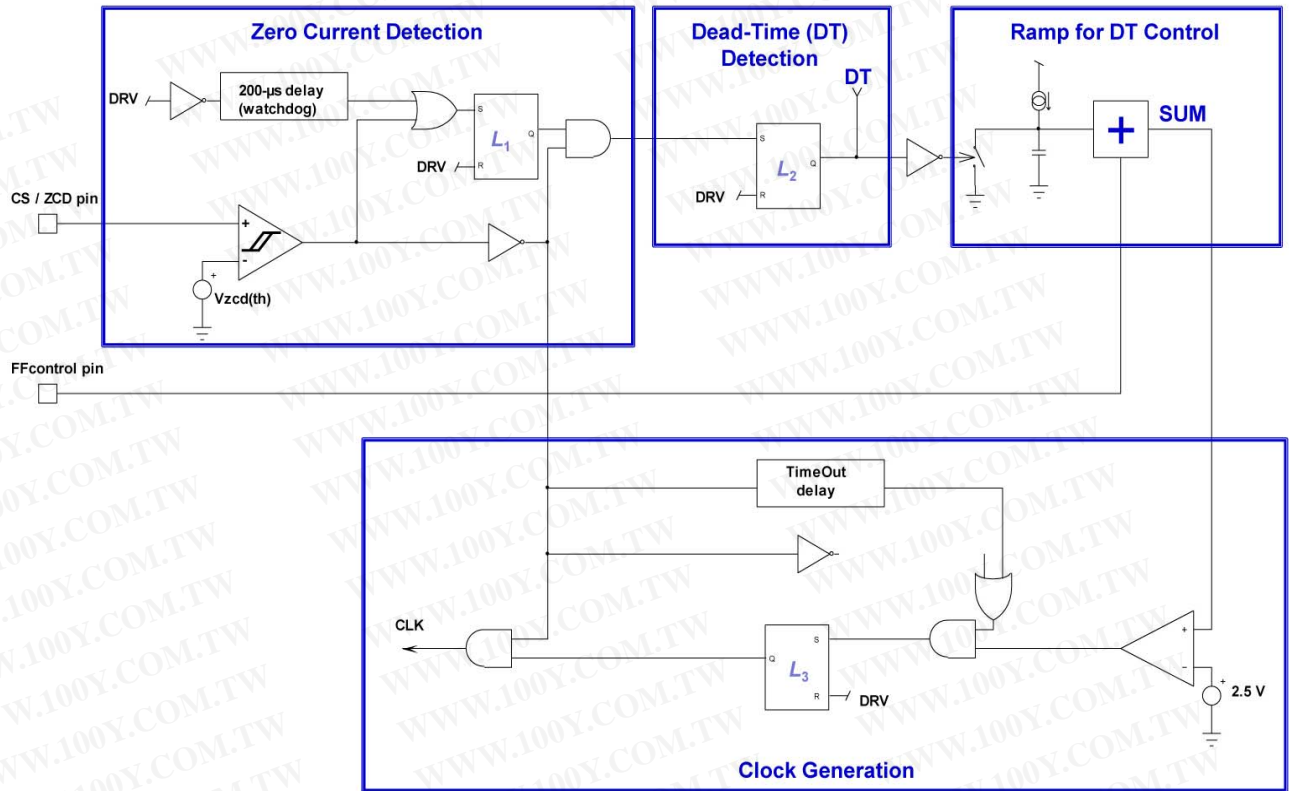 Zero Current Detection
DRV
200-μs delay
(watchdog)
S
L1
Q
R
DRV
CS / ZCD pin
+
-
+
Vzcd(th)
FFcontrol pin
Dead-Time (DT)
Detection
DT
S
L2
Q
R
DRV
Ramp for DT Control
+
SUM
TimeOut
delay
CLK
S
Q
L3
R
DRV
+
-
+
2.5 V
Clock Generation
WWW.100Y.COM.TW